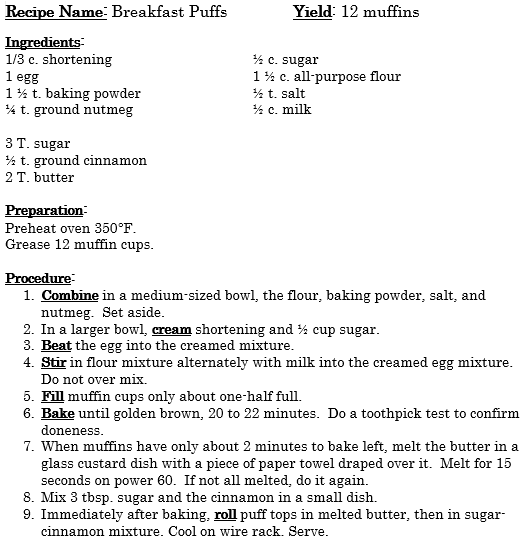 Recipe Name: Breakfast Puffs Yield: 12 muffins
Ingredients:
1/3 c. shortening ½ c. sugar
1 egg 1 ½ c. all-purpose flour
1 ½ t. baking powder ½ t. salt
¼ t. ground nutmeg ½ c. milk
3 T. sugar
½ t. ground cinnamon
2 T. butter
Preparation:
Preheat oven 350°F.
Grease 12 muffin cups.
Procedure:
1. Combine in a medium-sized bowl, the flour, baking powder, salt, and
nutmeg. Set aside.
2. In a larger bowl, cream shortening and ½ cup sugar.
3. Beat the egg into the creamed mixture.
4. Stir in flour mixture alternately with milk into the creamed egg mixture.
Do not over mix.
5. Fill muffin cups only about one-half full.
6. Bake until golden brown, 20 to 22 minutes. Do a toothpick test to confirm
doneness.
7. When muffins have only about 2 minutes to bake left, melt the butter in a
glass custard dish with a piece of paper towel draped over it. Melt for 15
seconds on power 60. If not all melted, do it again.
8. Mix 3 tbsp. sugar and the cinnamon in a small dish.
9. Immediately after baking, roll puff tops in melted butter, then in sugar-
cinnamon mixture. Cool on wire rack. Serve.